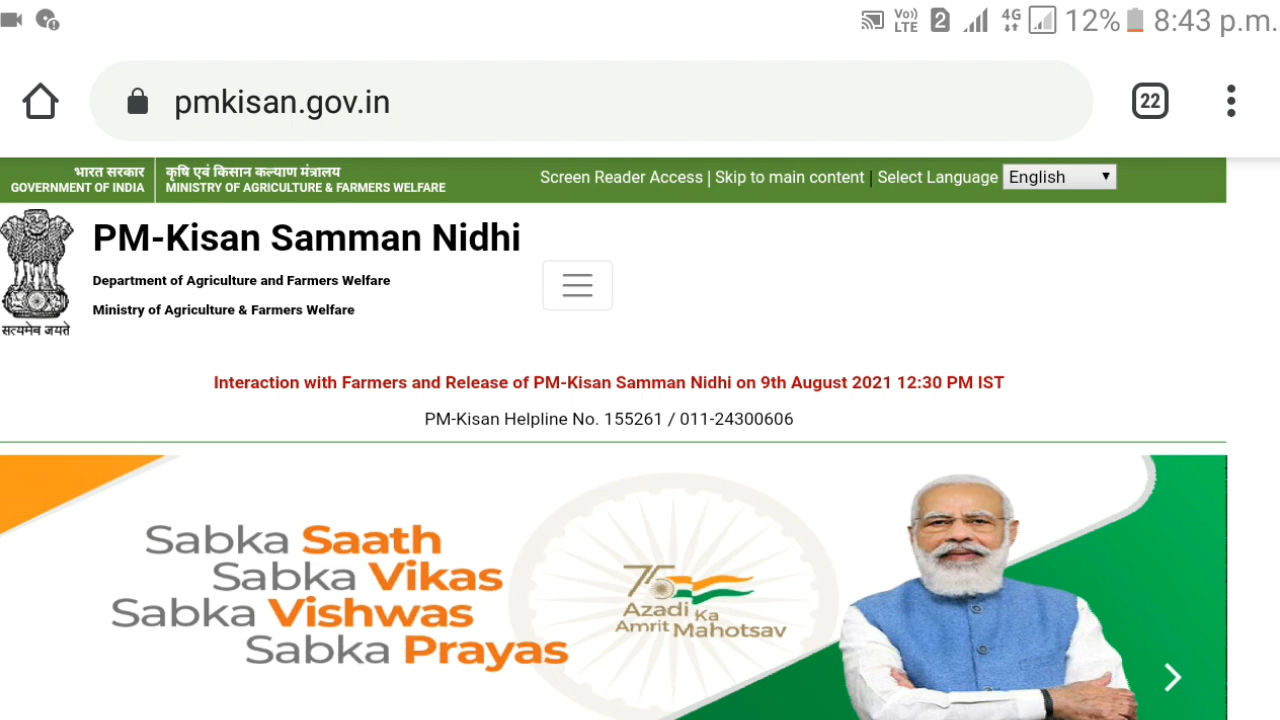 Vo)) LTE 2 4G 12% 8:43 p.m.
pmkisan.gov.in 22
भारत सरकार
GOVERNMENT OF INDIA
कृषि एवं किसान कल्याण मंत्रालय
MINISTRY OF AGRICULTURE & FARMERS WELFARE
Screen Reader Access | Skip to main content | Select Language English
PM-Kisan Samman Nidhi
Department of Agriculture and Farmers Welfare
Ministry of Agriculture & Farmers Welfare
सत्यमेव जयते
Interaction with Farmers and Release of PM-Kisan Samman Nidhi on 9th August 2021 12:30 PM IST
PM-Kisan Helpline No. 155261 / 011-24300606
Sabka Saath
Sabka Vikas
Sabka Vishwas
Sabka Prayas
75
Azadi Ka
Amrit Mahotsav